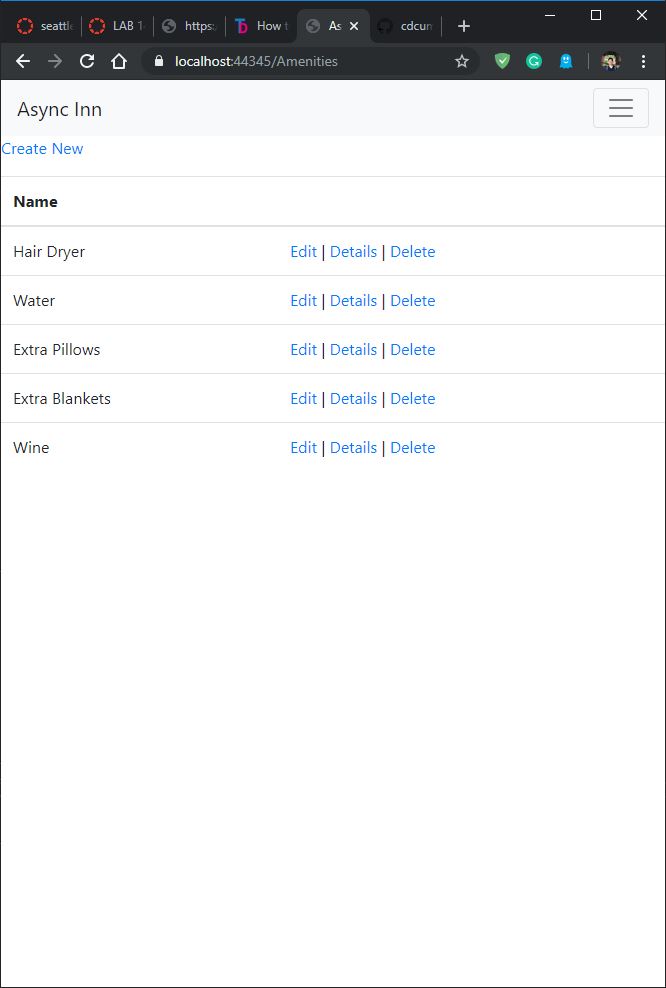 seattl LAB 1 https: How t As cdcum
localhost:44345/Amenities
Async Inn
Create New
Name
Hair Dryer Edit | Details | Delete
Water Edit | Details | Delete
Extra Pillows Edit | Details | Delete
Extra Blankets Edit | Details | Delete
Wine Edit | Details | Delete